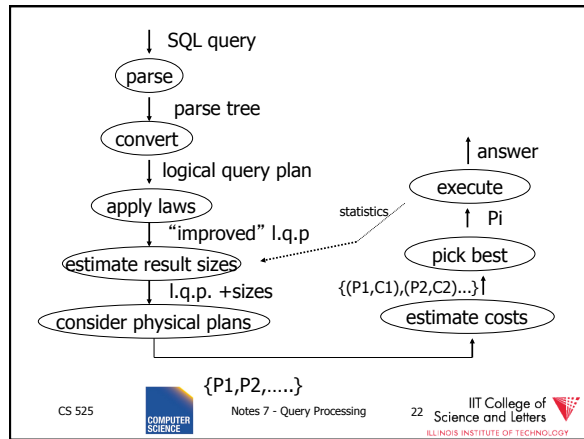 SQL query
parse
parse tree
convert
logical query plan
apply laws
"improved" l.q.p
estimate result sizes
l.q.p. +sizes
consider physical plans
{P1,P2,.....}
estimate costs
{(P1,C1),(P2,C2)...}
pick best
Pi
execute
answer
statistics
CS 525
COMPUTER
SCIENCE
Notes 7 - Query Processing
22
IIT College of
Science and Letters
ILLINOIS INSTITUTE OF TECHNOLOGY